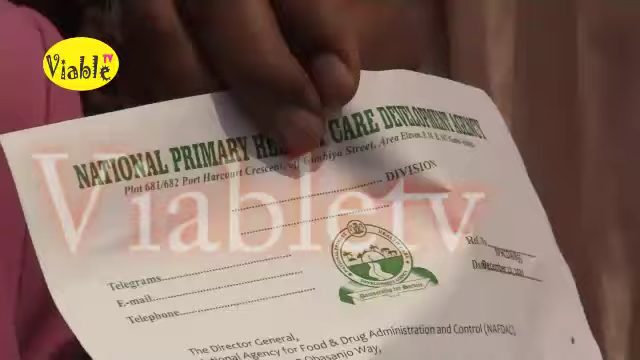 Viable TV
NATIONAL PRIMARY HEALTH CARE DEVELOPMENT AGENCY
Plot 681/682 Port Harcourt Crescent, off Gimbiya Street, Area Eleven,
DIVISION
Viabletv
Ref. No
Telegrams
E-mail
Telephone
The Director General,
National Agency for Food & Drug Administration and Control (NAFDAC)
Obasanjo Way,